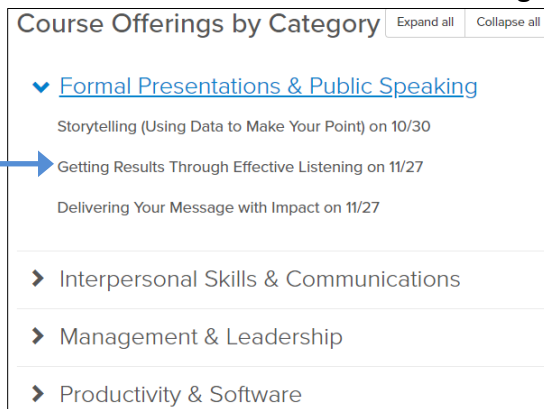 Course Offerings by Category Expand all Collapse all
Formal Presentations & Public Speaking
Storytelling (Using Data to Make Your Point) on 10/30
Getting Results Through Effective Listening on 11/27
Delivering Your Message with Impact on 11/27
Interpersonal Skills & Communications
Management & Leadership
Productivity & Software